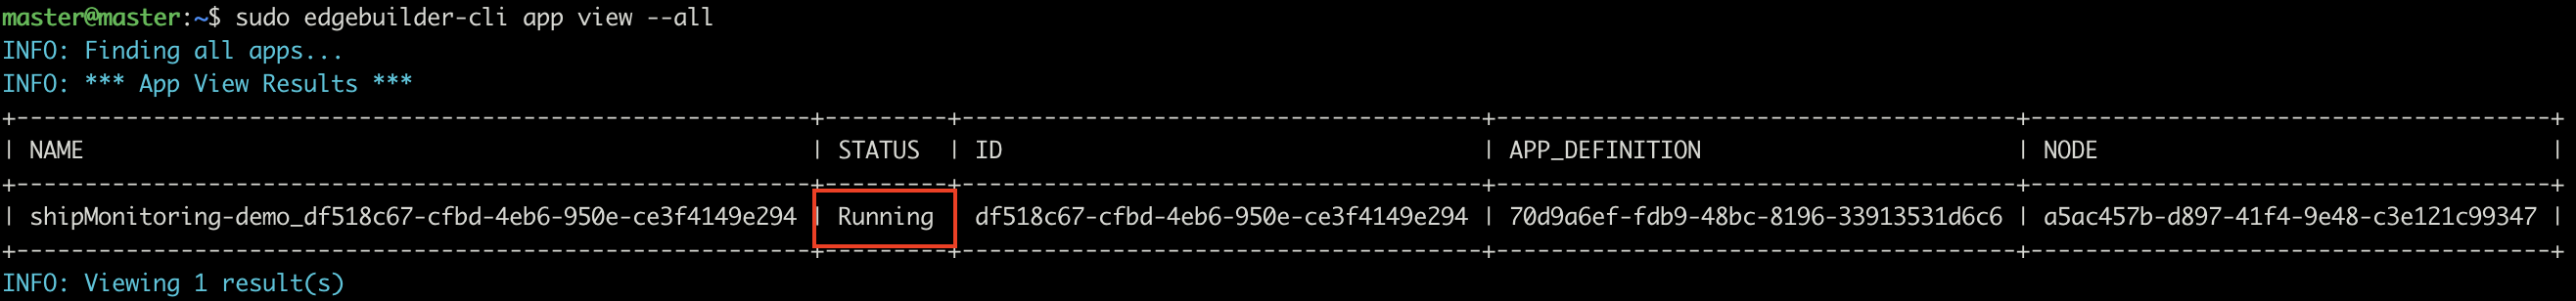 master@master:~$ sudo edgebuilder-cli app view --all
INFO: Finding all apps...
INFO: *** App View Results ***
+----------------------------------------------------------+---------+--------------------------------------+--------------------------------------+--------------------------------------+
| NAME | STATUS | ID | APP_DEFINITION | NODE |
+----------------------------------------------------------+---------+--------------------------------------+--------------------------------------+--------------------------------------+
| shipMonitoring-demo_df518c67-cfbd-4eb6-950e-ce3f4149e294 | Running | df518c67-cfbd-4eb6-950e-ce3f4149e294 | 70d9a6ef-fdb9-48bc-8196-33913531d6c6 | a5ac457b-d897-41f4-9e48-c3e121c99347 |
+----------------------------------------------------------+---------+--------------------------------------+--------------------------------------+--------------------------------------+
INFO: Viewing 1 result(s)